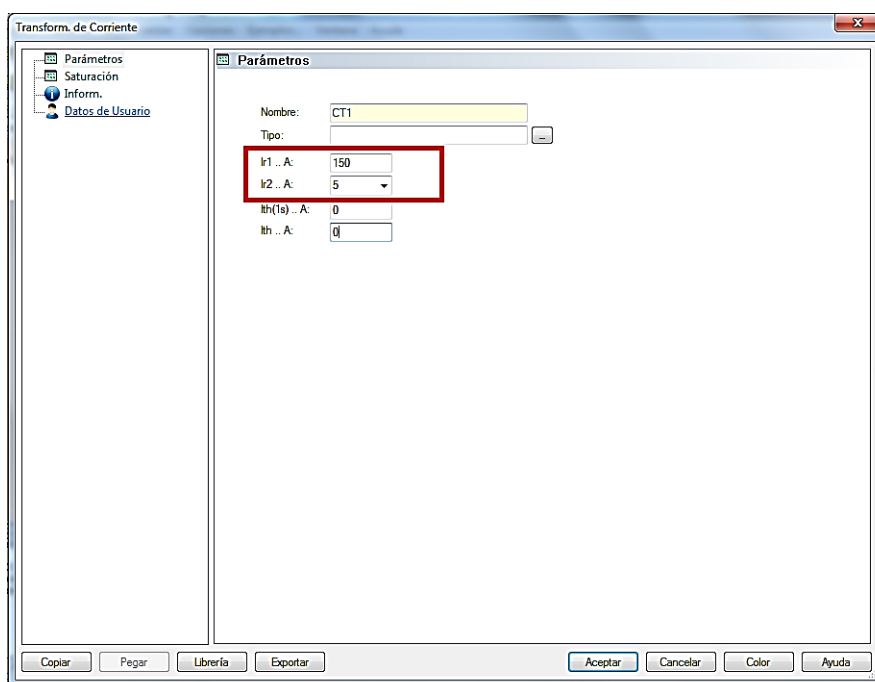 Transform. de Corriente
Parámetros
Saturación
Inform.
Datos de Usuario
Parámetros
Nombre: CT1
Tipo:
Ir1 .. A: 150
Ir2 .. A: 5
Ith(1s) .. A: 0
Ith .. A: 0
Copiar Pegar Librería Exportar Aceptar Cancelar Color Ayuda